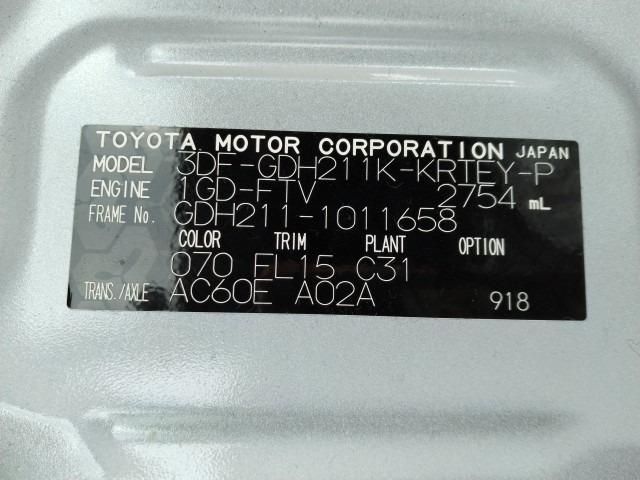 TOYOTA MOTOR CORPORATION JAPAN
MODEL 3DF-GDH211K-KRTEY-P
ENGINE 1GD-FTV 2754 mL
FRAME No. GDH211-1011658
COLOR TRIM PLANT OPTION
070 FL15 C31
TRANS./AXLE AC60E A02A 918